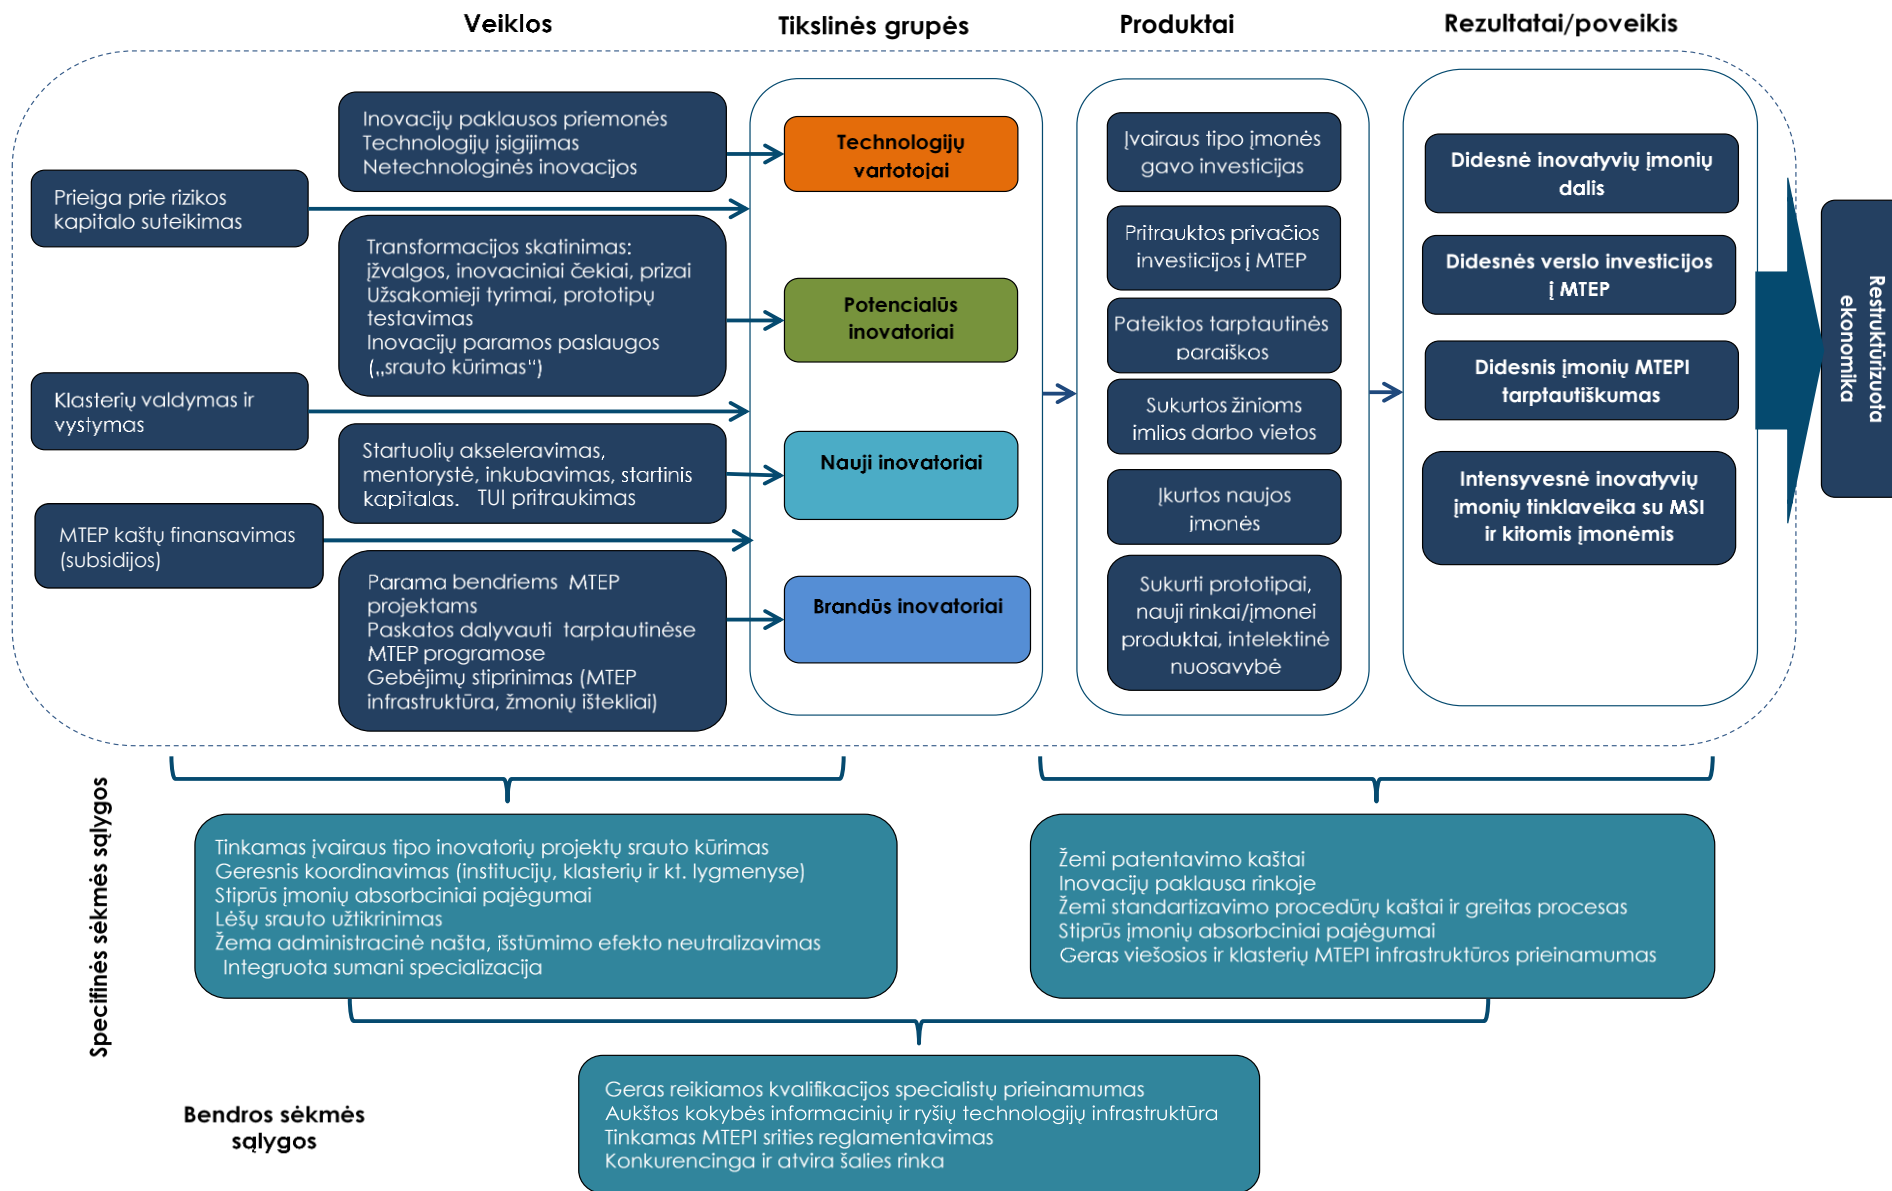 Veiklos
Tikslinės grupės
Produktai
Rezultatai/poveikis
Prieiga prie rizikos
kapitalo suteikimas
Klasterių valdymas ir
vystymas
MTEP kaštų finansavimas
(subsidijos)
Inovacijų paklausos priemonės
Technologijų įsigijimas
Netechnologinės inovacijos
Transformacijos skatinimas:
įžvalgos, inovaciniai čekiai, prizai
Užsakomieji tyrimai, prototipų
testavimas
Inovacijų paramos paslaugos
(„srauto kūrimas“)
Startuolių akseleravimas,
mentorystė, inkubavimas, startinis
kapitalas. TUI pritraukimas
Parama bendriems MTEP
projektams
Paskatos dalyvauti tarptautinėse
MTEP programose
Gebėjimų stiprinimas (MTEP
infrastruktūra, žmonių ištekliai)
Technologijų
vartotojai
Potencialūs
inovatoriai
Nauji inovatoriai
Brandūs inovatoriai
Įvairaus tipo įmonės
gavo investicijas
Pritrauktos privačios
investicijos į MTEP
Pateiktos tarptautinės
paraiškos
Sukurtos žinioms
imlios darbo vietos
Įkurtos naujos
įmonės
Sukurti prototipai,
nauji rinkai/įmonei
produktai, intelektinė
nuosavybė
Didesnė inovatyvių įmonių
dalis
Didesnės verslo investicijos
į MTEP
Didesnis įmonių MTEPI
tarptautiškumas
Intensyvesnė inovatyvių
įmonių tinklaveika su MSI
ir kitomis įmonėmis
Restruktūrizuota
ekonomika
Specifinės sėkmės sąlygos
Tinkamas įvairaus tipo inovatorių projektų srauto kūrimas
Geresnis koordinavimas (institucijų, klasterių ir kt. lygmenyse)
Stiprūs įmonių absorbciniai pajėgumai
Lėšų srauto užtikrinimas
Žema administracinė našta, išstūmimo efekto neutralizavimas
Integruota sumani specializacija
Žemi patentavimo kaštai
Inovacijų paklausa rinkoje
Žemi standartizavimo procedūrų kaštai ir greitas procesas
Stiprūs įmonių absorbciniai pajėgumai
Geras viešosios ir klasterių MTEPI infrastruktūros prieinamumas
Bendros sėkmės
sąlygos
Geras reikiamos kvalifikacijos specialistų prieinamumas
Aukštos kokybės informacinių ir ryšių technologijų infrastruktūra
Tinkamas MTEPI srities reglamentavimas
Konkurencinga ir atvira šalies rinka